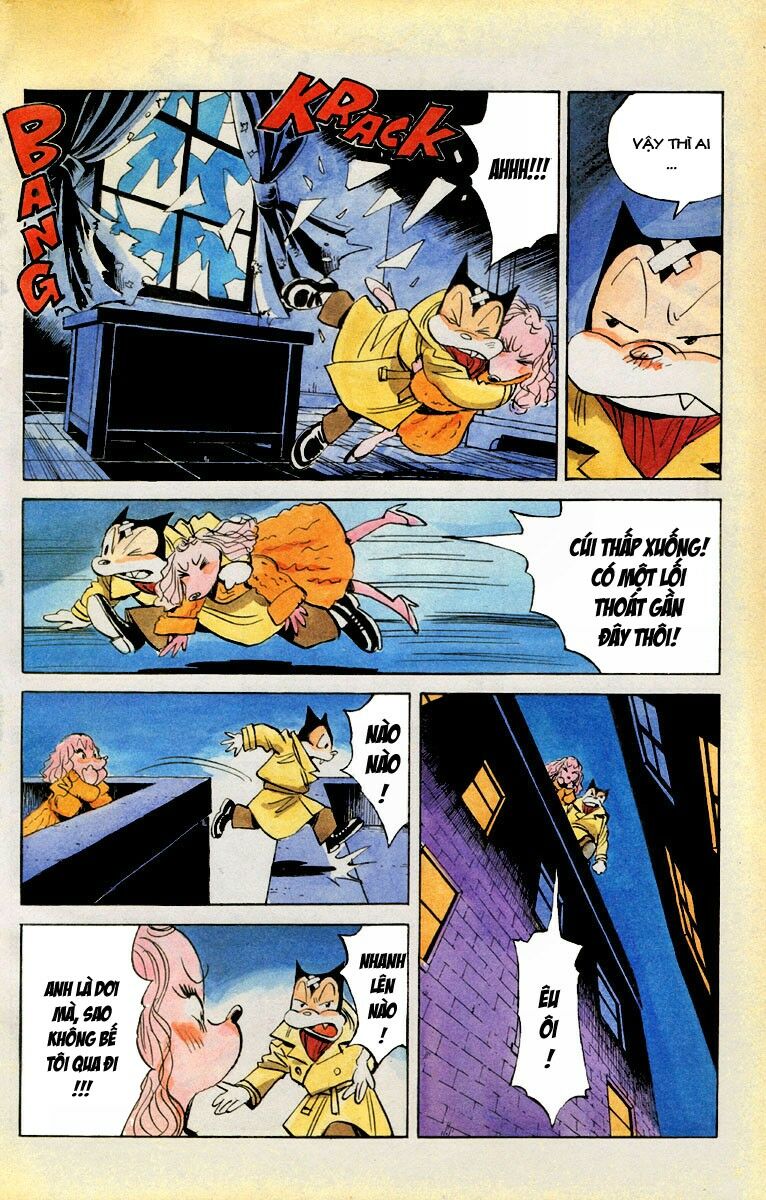 BANG
KRACK
AHHH!!!
VẬY THÌ AI
...
CÚI THẤP XUỐNG!
CÓ MỘT LỐI
THOÁT GẦN
ĐÂY THÔI!
NÀO
NÀO
!
ÊU
ÔI
!
ANH LÀ DƠI
MÀ, SAO
KHÔNG BẾ
TÔI QUA ĐI
!!!
NHANH
LÊN
NÀO
!